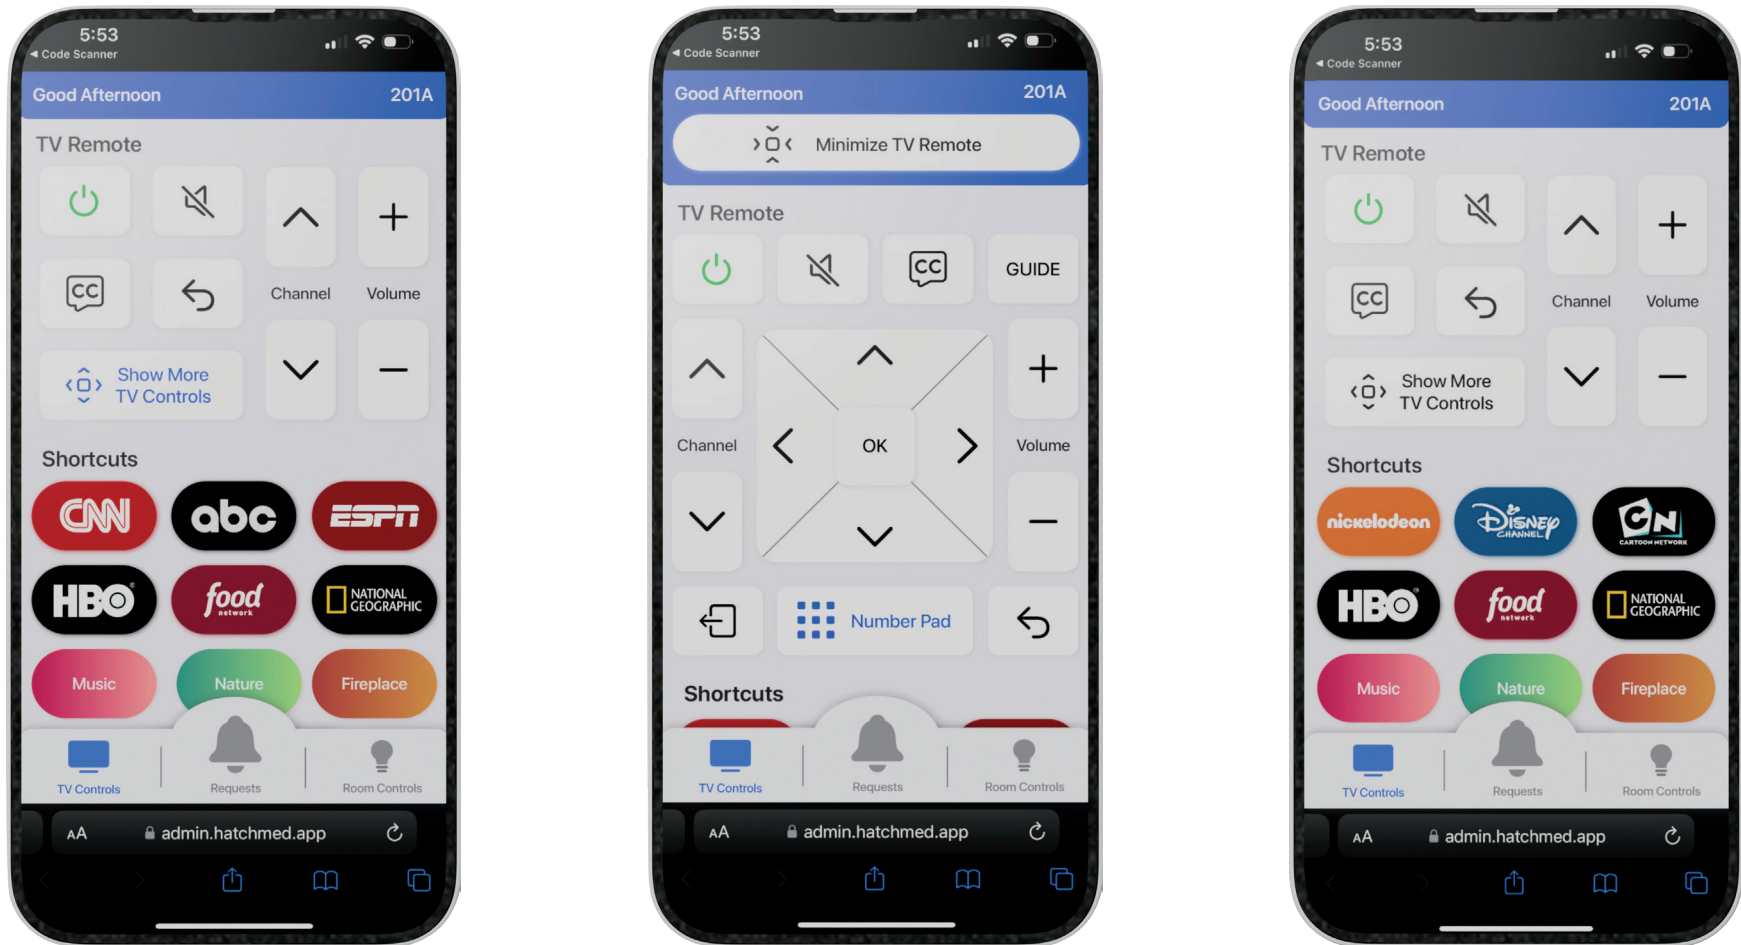 5:53
Code Scanner
Good Afternoon 201A
TV Remote
CC
Channel Volume
Show More
TV Controls
Shortcuts
CNN abc ESPN
HBO food network NATIONAL GEOGRAPHIC
Music Nature Fireplace
TV Controls Requests Room Controls
AA admin.hatchmed.app
5:53
Code Scanner
Good Afternoon 201A
Minimize TV Remote
TV Remote
CC GUIDE
Channel OK Volume
Number Pad
Shortcuts
TV Controls Requests Room Controls
AA admin.hatchmed.app
5:53
Code Scanner
Good Afternoon 201A
TV Remote
CC
Channel Volume
Show More
TV Controls
Shortcuts
nickelodeon Disney CHANNEL CN CARTOON NETWORK
HBO food network NATIONAL GEOGRAPHIC
Music Nature Fireplace
TV Controls Requests Room Controls
AA admin.hatchmed.app